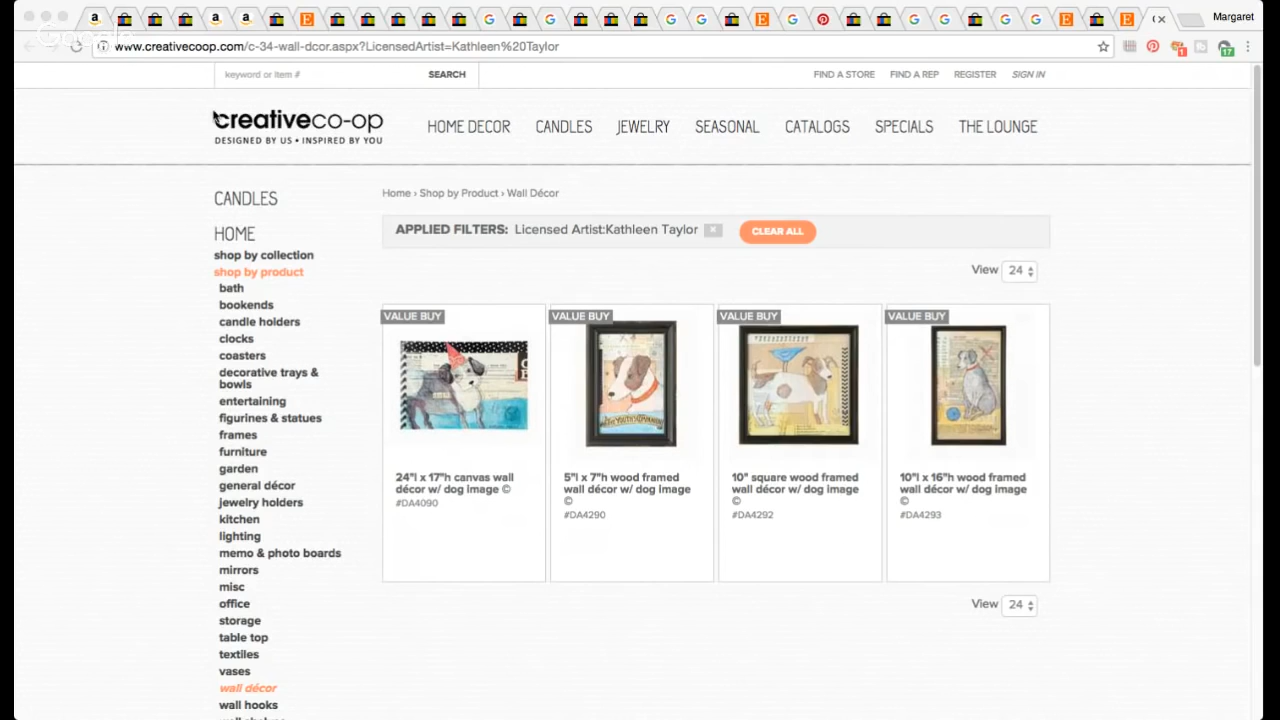 Margaret
Google
www.creativecoop.com/c-34-wall-dcor.aspx?LicensedArtist=Kathleen%20Taylor
17
keyword or item #
SEARCH
FIND A STORE
FIND A REP
REGISTER
SIGN IN
creativeco-op
DESIGNED BY US • INSPIRED BY YOU
HOME DECOR
CANDLES
JEWELRY
SEASONAL
CATALOGS
SPECIALS
THE LOUNGE
CANDLES
HOME
shop by collection
shop by product
bath
bookends
candle holders
clocks
coasters
decorative trays &
bowls
entertaining
figurines & statues
frames
furniture
garden
general décor
jewelry holders
kitchen
lighting
memo & photo boards
mirrors
misc
office
storage
table top
textiles
vases
wall décor
wall hooks
Home › Shop by Product › Wall Décor
APPLIED FILTERS: Licensed Artist:Kathleen Taylor
CLEAR ALL
View 24
VALUE BUY
24"l x 17"h canvas wall
décor w/ dog image ©
#DA4090
VALUE BUY
5"l x 7"h wood framed
wall décor w/ dog image
©
#DA4290
VALUE BUY
10" square wood framed
wall décor w/ dog image
©
#DA4292
VALUE BUY
10"l x 16"h wood framed
wall décor w/ dog image
©
#DA4293
View 24